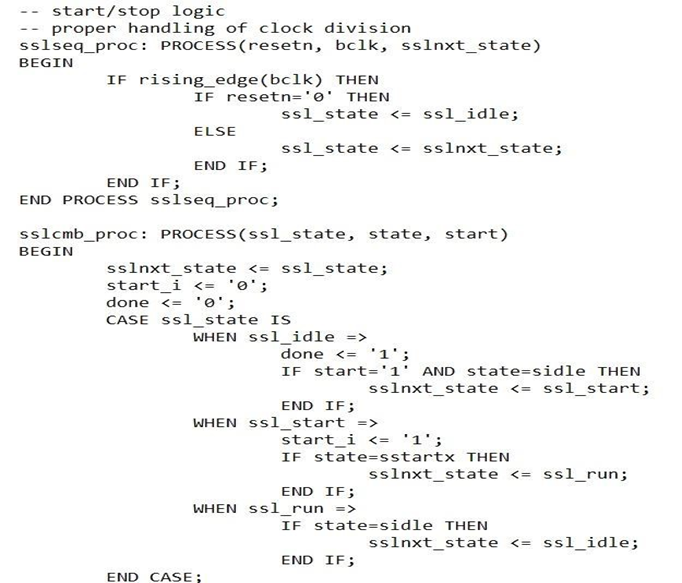 -- start/stop logic
-- proper handling of clock division
sslseq_proc: PROCESS(resetn, bclk, sslnxt_state)
BEGIN
IF rising_edge(bclk) THEN
IF resetn='0' THEN
ssl_state <= ssl_idle;
ELSE
ssl_state <= sslnxt_state;
END IF;
END IF;
END PROCESS sslseq_proc;
sslcmb_proc: PROCESS(ssl_state, state, start)
BEGIN
sslnxt_state <= ssl_state;
start_i <= '0';
done <= '0';
CASE ssl_state IS
WHEN ssl_idle =>
done <= '1';
IF start='1' AND state=sidle THEN
sslnxt_state <= ssl_start;
END IF;
WHEN ssl_start =>
start_i <= '1';
IF state=sstartx THEN
sslnxt_state <= ssl_run;
END IF;
WHEN ssl_run =>
IF state=sidle THEN
sslnxt_state <= ssl_idle;
END IF;
END CASE;